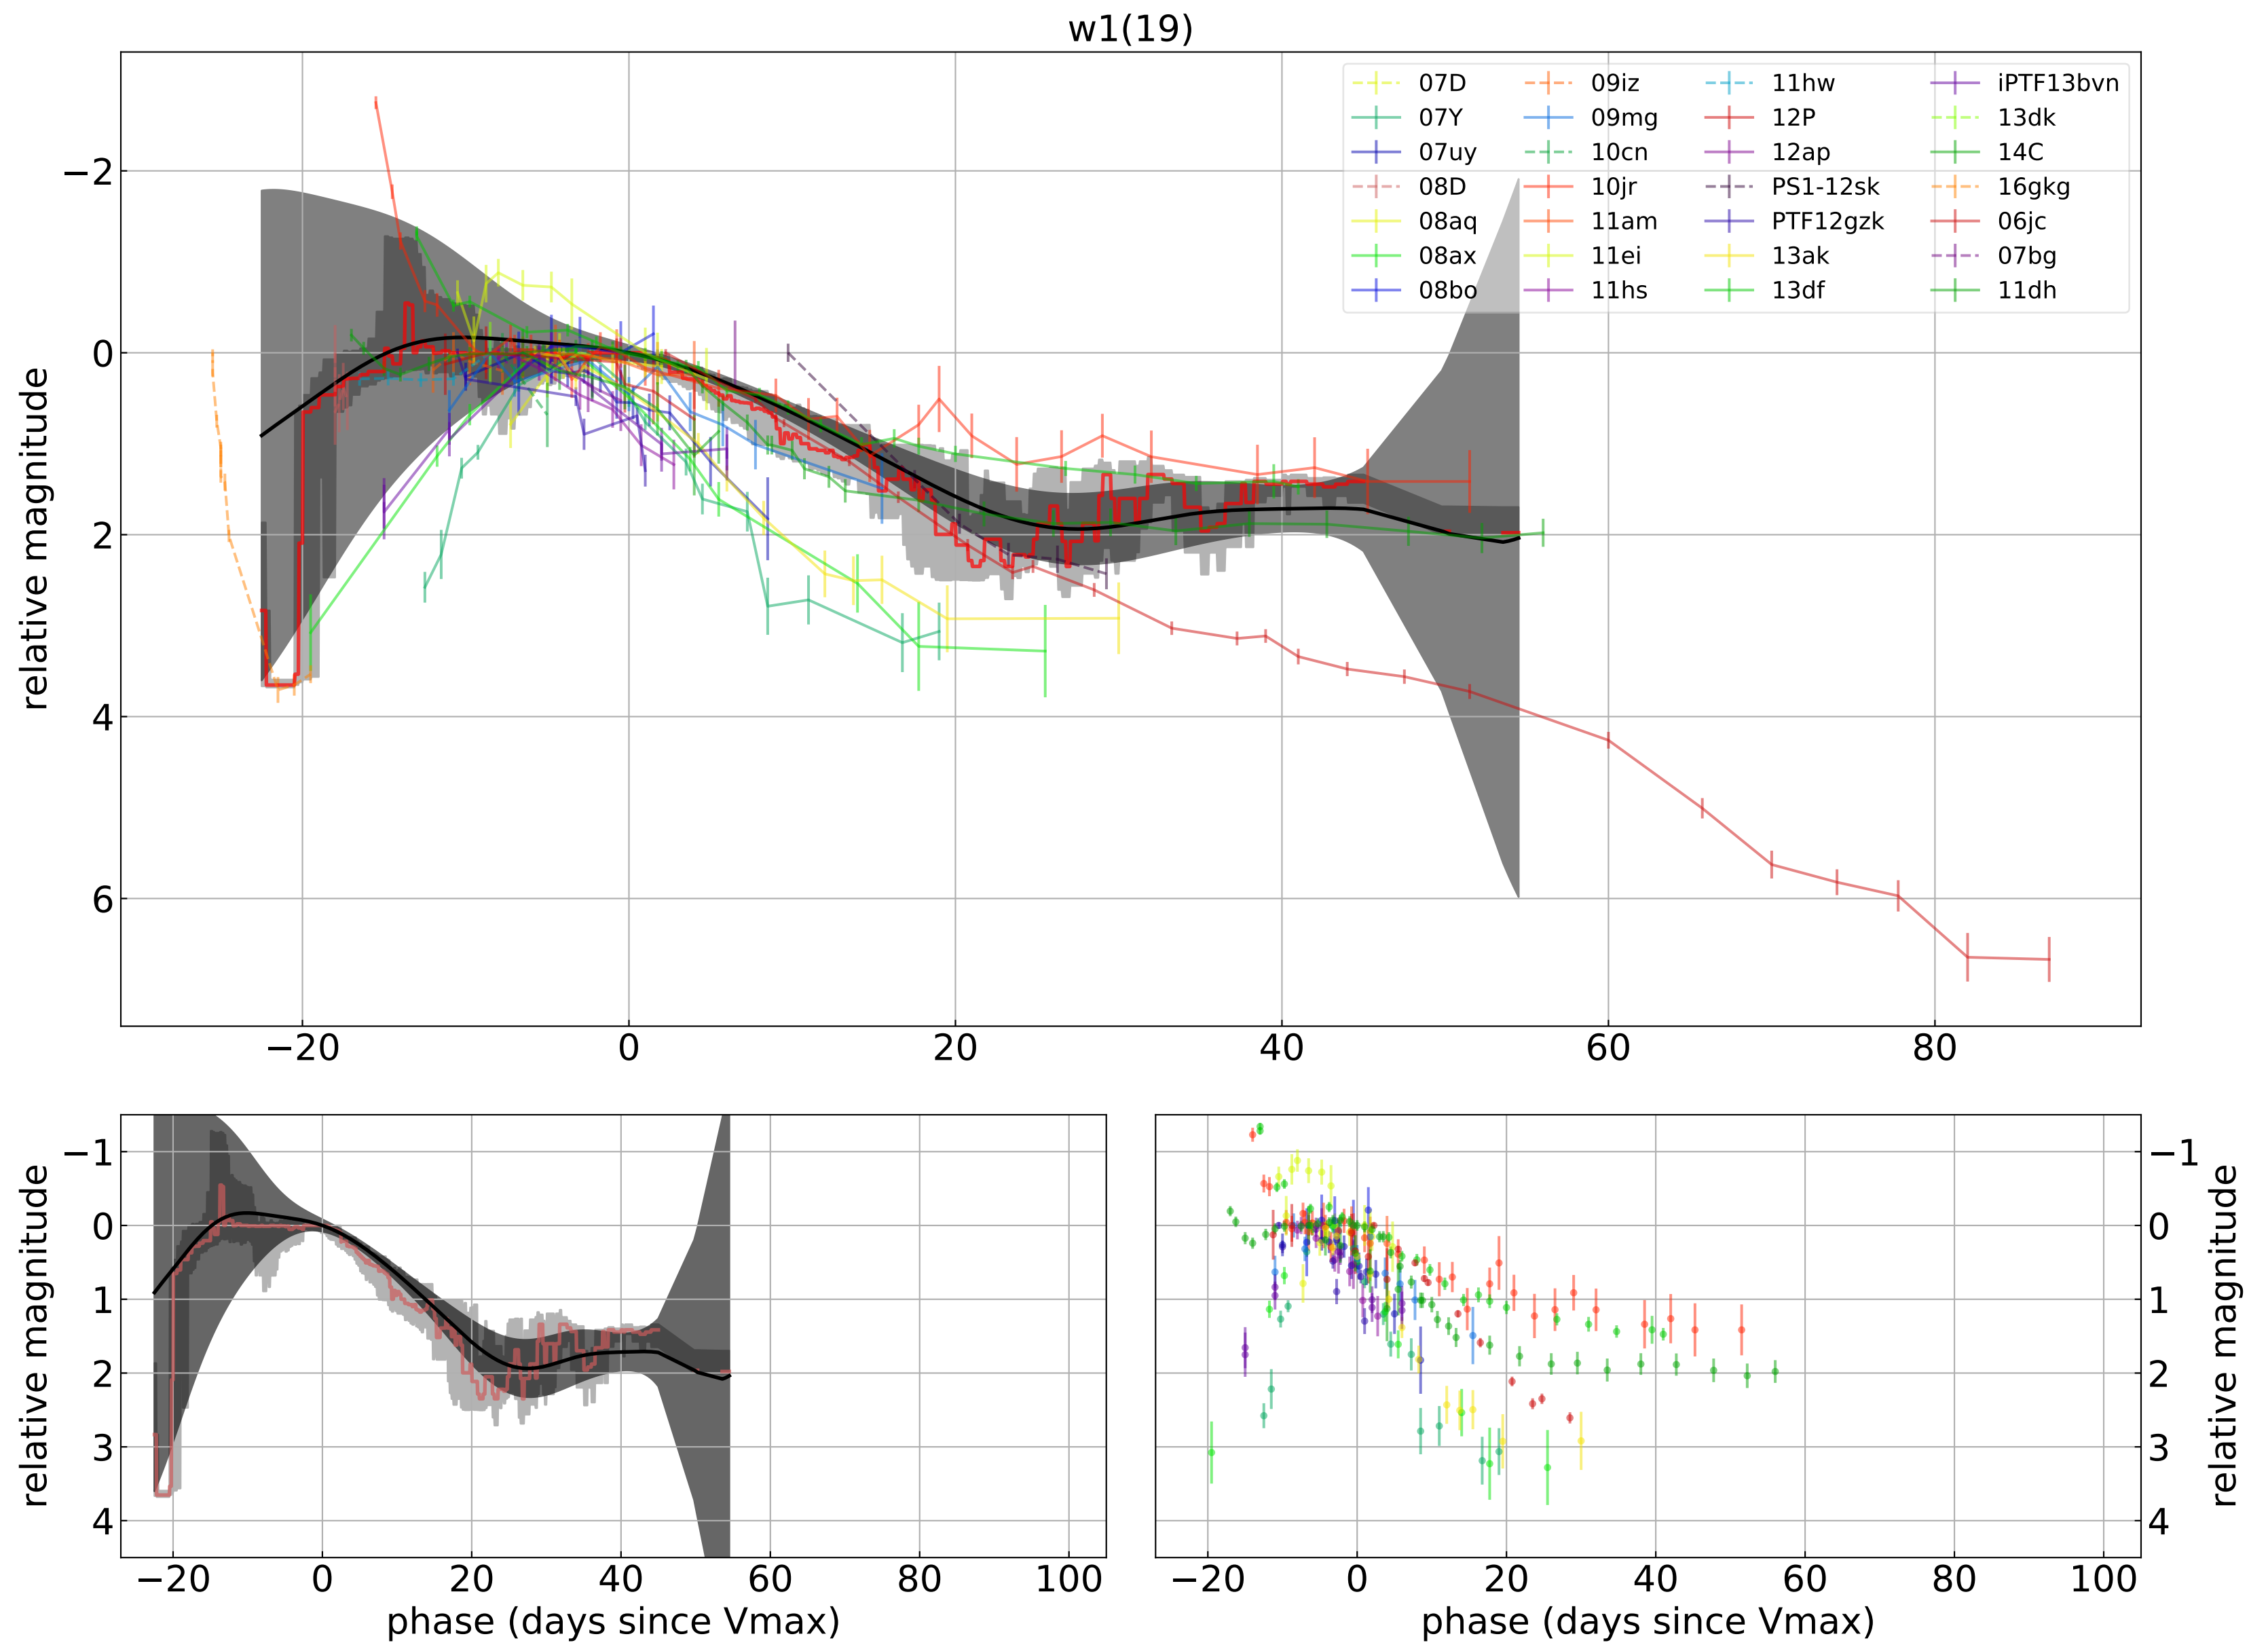 w1(19)
−2
0
2
4
6
relative magnitude
07D
07Y
07uy
08D
08aq
08ax
08bo
09iz
09mg
10cn
10jr
11am
11ei
11hs
11hw
12P
12ap
PS1-12sk
PTF12gzk
13ak
13df
iPTF13bvn
13dk
14C
16gkg
06jc
07bg
11dh
−20 0 20 40 60 80
−1
0
1
2
3
4
relative magnitude
−20 0 20 40 60 80 100
phase (days since Vmax)
−1
0
1
2
3
4
relative magnitude
−20 0 20 40 60 80 100
phase (days since Vmax)